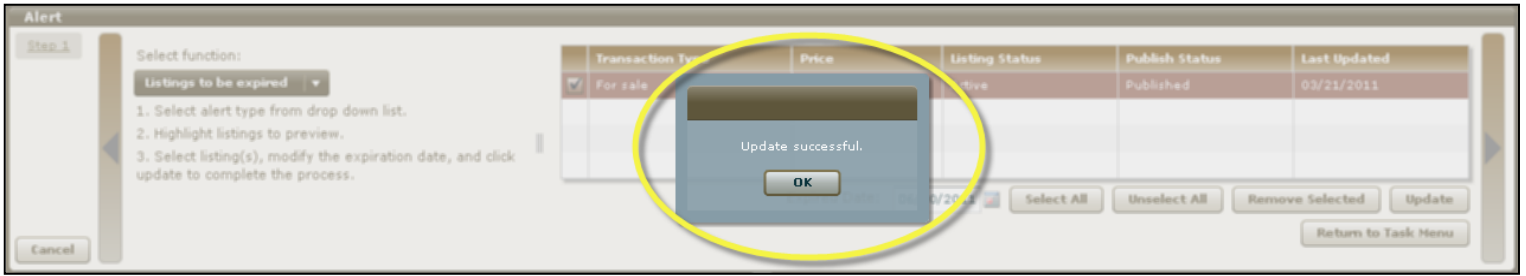 Alert
Step 1
Select function:
Listings to be expired
1. Select alert type from drop down list.
2. Highlight listings to preview.
3. Select listing(s), modify the expiration date, and click
update to complete the process.
Transaction Price Listing Status Publish Status Last Updated
For sale Published 03/21/2011
Update successful.
OK
Select All Unselect All Remove Selected Update
Return to Task Menu
Cancel